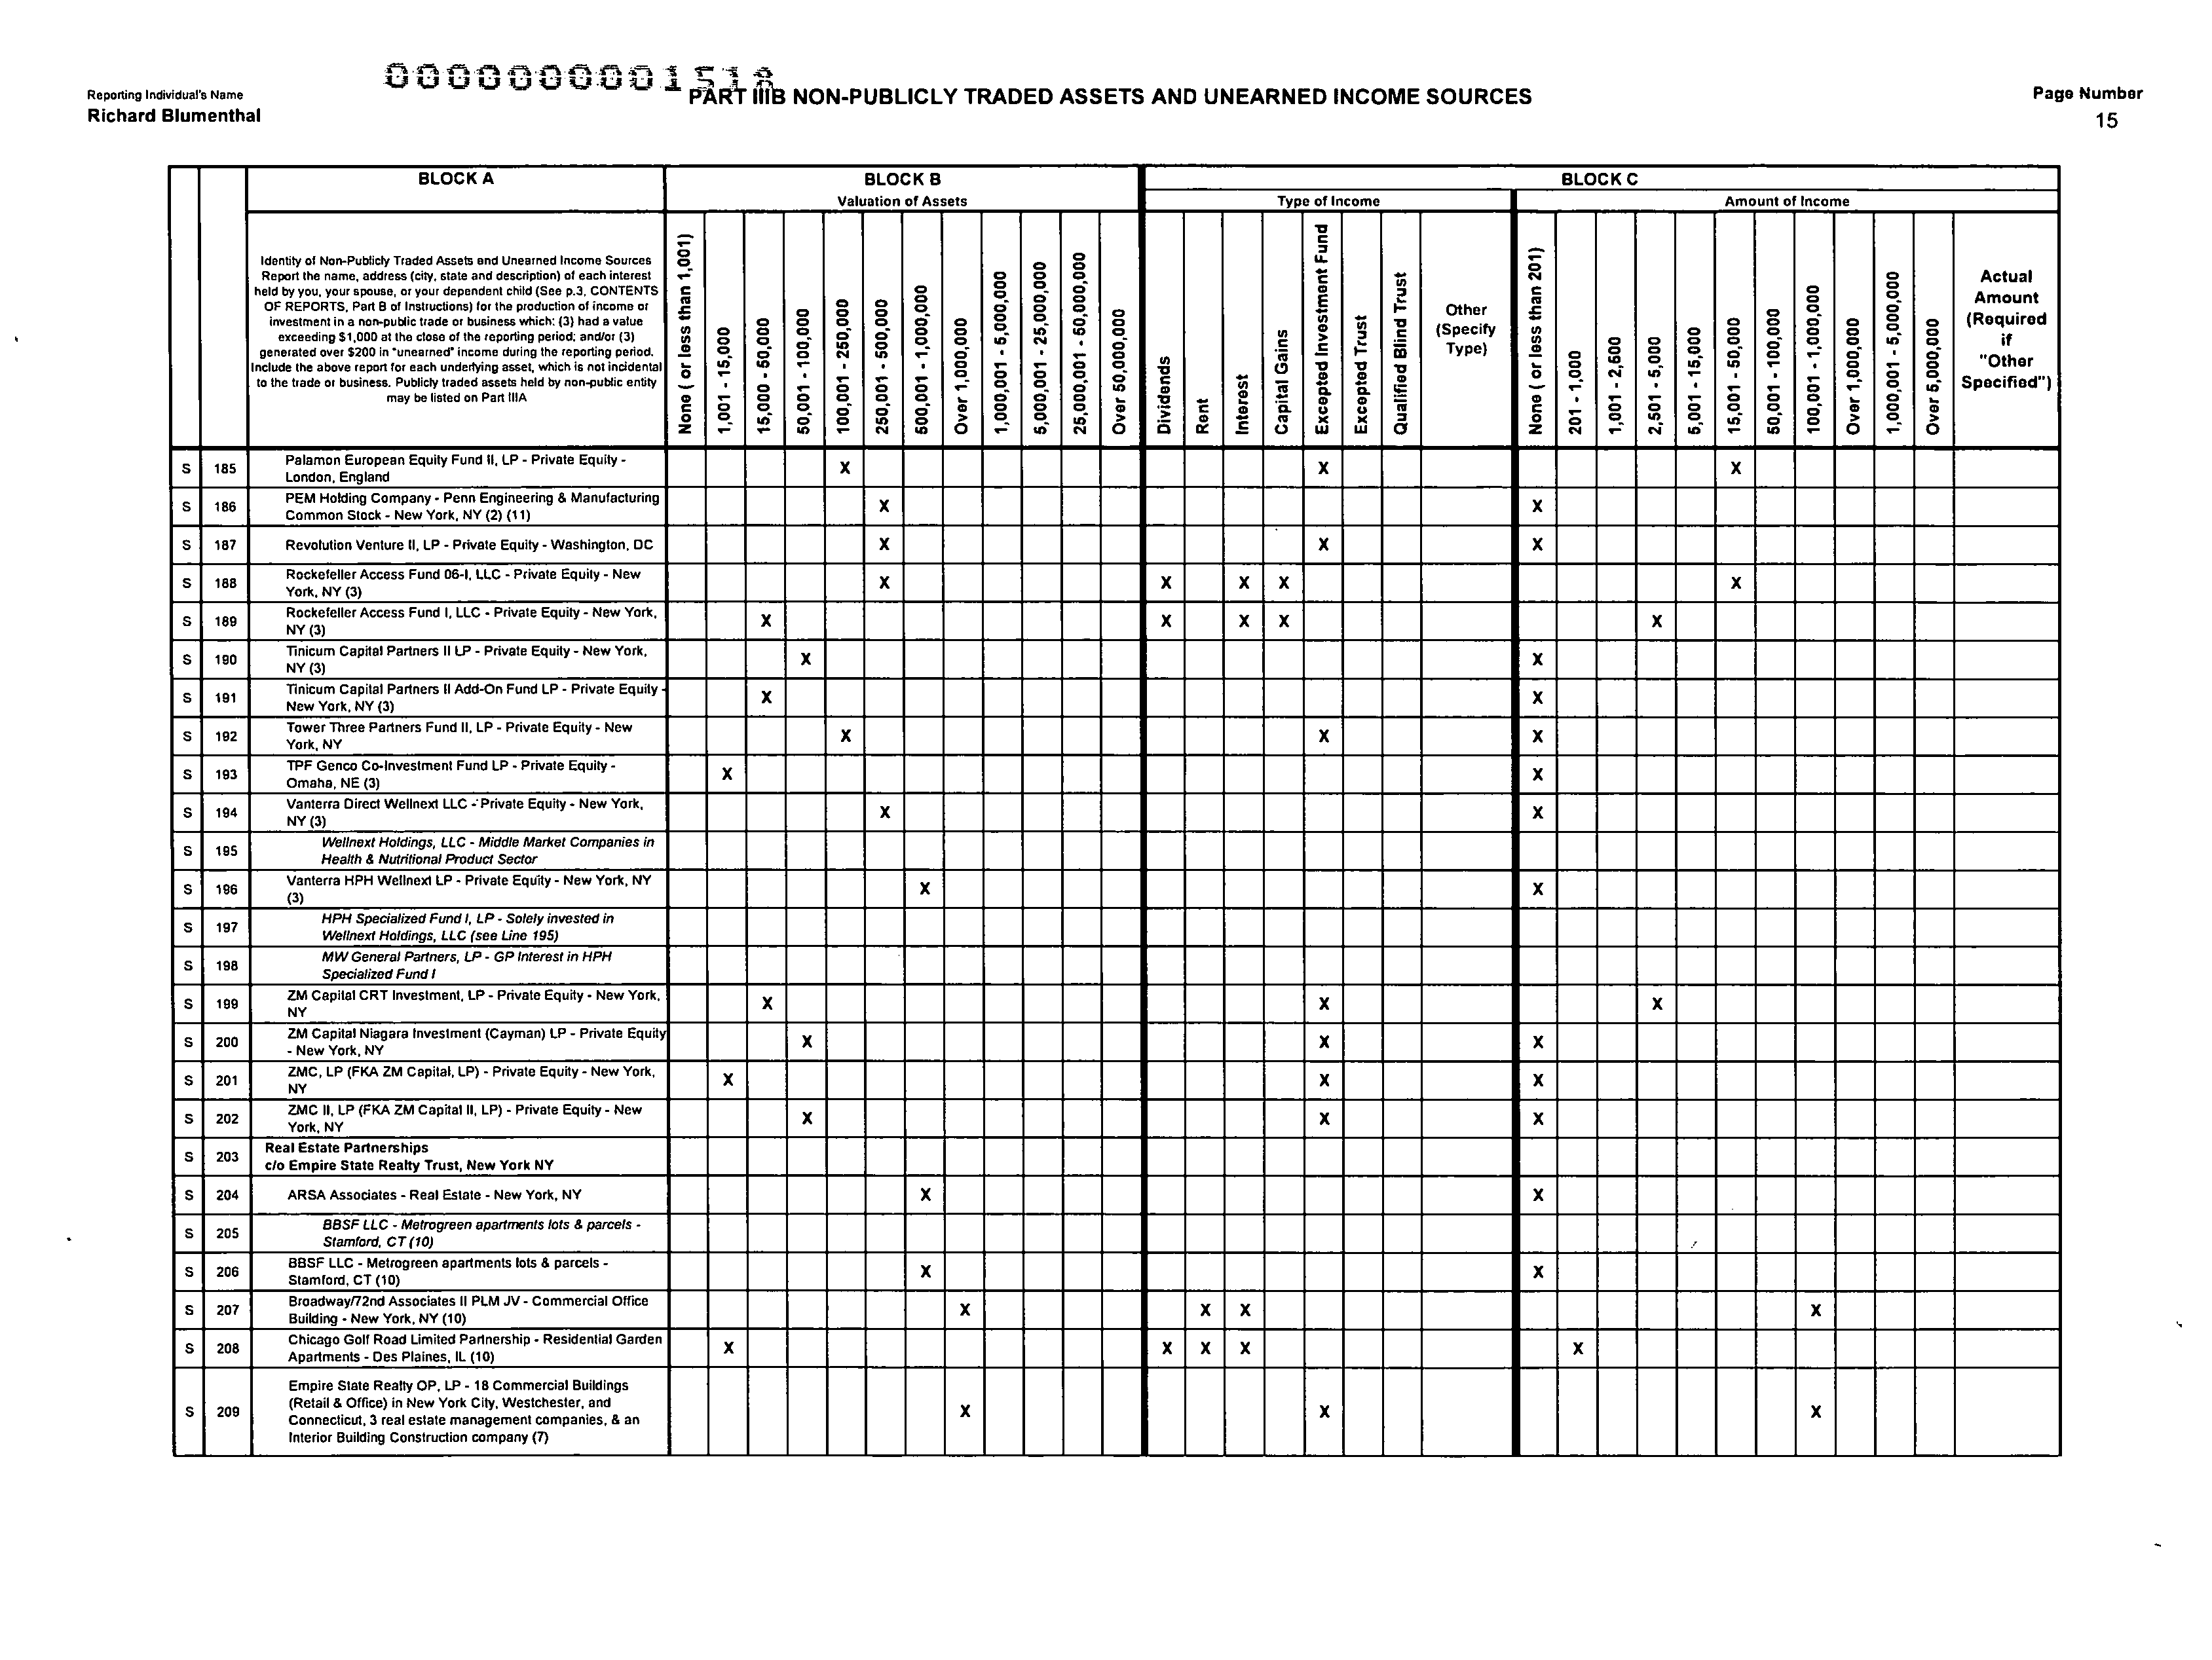 Reporting Individual's Name
Richard Blumenthal
PART IIIB NON-PUBLICLY TRADED ASSETS AND UNEARNED INCOME SOURCES
Page Number
15
BLOCK A
BLOCK B
BLOCK C
Valuation of Assets
Type of Income
Amount of Income
Identity of Non-Publicly Traded Assets and Unearned Income Sources
Report the name, address (city, state and description) of each interest
held by you, your spouse, or your dependent child (See p.3, CONTENTS
OF REPORTS, Part B of Instructions) for the production of income or
investment in a non-public trade or business which: (3) had a value
exceeding $1,000 at the close of the reporting period; and/or (3)
generated over $200 in "unearned" income during the reporting period.
Include the above report for each underlying asset, which is not incidental
to the trade or business. Publicly traded assets held by non-public entity
may be listed on Part IIIA
None ( or less than 1,001)
1,001 - 15,000
15,000 - 50,000
50,001 - 100,000
100,001 - 250,000
250,001 - 500,000
500,001 - 1,000,000
Over 1,000,000
1,000,001 - 5,000,000
5,000,001 - 25,000,000
25,000,001 - 50,000,000
Over 50,000,000
Dividends
Rent
Interest
Capital Gains
Excepted Investment Fund
Excepted Trust
Qualified Blind Trust
Other
(Specify
Type)
None ( or less than 201)
201 - 1,000
1,001 - 2,500
2,501 - 5,000
5,001 - 15,000
15,001 - 50,000
50,001 - 100,000
100,001 - 1,000,000
Over 1,000,000
1,000,001 - 5,000,000
Over 5,000,000
Actual
Amount
(Required
if
"Other
Specified")
S 185 Palamon European Equity Fund II, LP - Private Equity -
London, England X X X
S 186 PEM Holding Company - Penn Engineering & Manufacturing
Common Stock - New York, NY (2) (11) X X
S 187 Revolution Venture II, LP - Private Equity - Washington, DC X X X
S 188 Rockefeller Access Fund 06-I, LLC - Private Equity - New
York, NY (3) X X X X X
S 189 Rockefeller Access Fund I, LLC - Private Equity - New York,
NY (3) X X X X X
S 190 Tinicum Capital Partners II LP - Private Equity - New York,
NY (3) X X
S 191 Tinicum Capital Partners II Add-On Fund LP - Private Equity -
New York, NY (3) X X
S 192 Tower Three Partners Fund II, LP - Private Equity - New
York, NY X X X
S 193 TPF Genco Co-Investment Fund LP - Private Equity -
Omaha, NE (3) X X
S 194 Vanterra Direct Wellnext LLC - Private Equity - New York,
NY (3) X X
S 195 Wellnext Holdings, LLC - Middle Market Companies in
Health & Nutritional Product Sector
S 196 Vanterra HPH Wellnext LP - Private Equity - New York, NY
(3) X X
S 197 HPH Specialized Fund I, LP - Solely invested in
Wellnext Holdings, LLC (see Line 195)
S 198 MW General Partners, LP - GP Interest in HPH
Specialized Fund I
S 199 ZM Capital CRT Investment, LP - Private Equity - New York,
NY X X X
S 200 ZM Capital Niagara Investment (Cayman) LP - Private Equity
- New York, NY X X X
S 201 ZMC, LP (FKA ZM Capital, LP) - Private Equity - New York,
NY X X X
S 202 ZMC II, LP (FKA ZM Capital II, LP) - Private Equity - New
York, NY X X X
S 203 Real Estate Partnerships
c/o Empire State Realty Trust, New York NY
S 204 ARSA Associates - Real Estate - New York, NY X X
S 205 BBSF LLC - Metrogreen apartments lots & parcels -
Stamford, CT (10)
S 206 BBSF LLC - Metrogreen apartments lots & parcels -
Stamford, CT (10) X X
S 207 Broadway/72nd Associates II PLM JV - Commercial Office
Building - New York, NY (10) X X X X
S 208 Chicago Golf Road Limited Partnership - Residential Garden
Apartments - Des Plaines, IL (10) X X X X X
S 209 Empire State Realty OP, LP - 18 Commercial Buildings
(Retail & Office) in New York City, Westchester, and
Connecticut, 3 real estate management companies, & an
Interior Building Construction company (7) X X X